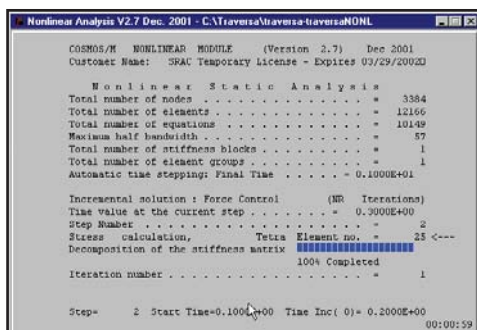 Nonlinear Analysis V2.7 Dec. 2001 - C:\Traversa\traversa-traversaNONL
COSMOS/M NONLINEAR MODULE (Version 2.7) Dec 2001
Customer Name: SRAC Temporary License - Expires 03/29/2002
Nonlinear Static Analysis
Total number of nodes . . . . . . . . . . . . . . = 3384
Total number of elements . . . . . . . . . . . . . = 12166
Total number of equations . . . . . . . . . . . . = 10149
Maximum half bandwidth . . . . . . . . . . . . . . = 57
Total number of stiffness blocks . . . . . . . . . = 1
Total number of element groups . . . . . . . . . . = 1
Automatic time stepping: Final Time . . . . . = 0.1000E+01
Incremental solution : Force Control (NR Iterations)
Time value at the current step . . . . . . . = 0.3000E+00
Step Number . . . . . . . . . . . . . . . . . . . = 2
Stress calculation, Tetra Element no. = 25 <---
Decomposition of the stiffness matrix
100% Completed
Iteration number . . . . . . . . . . . . . . . . . = 1
Step= 2 Start Time=0.1000E+00 Time Inc( 0)= 0.2000E+00
00:00:59